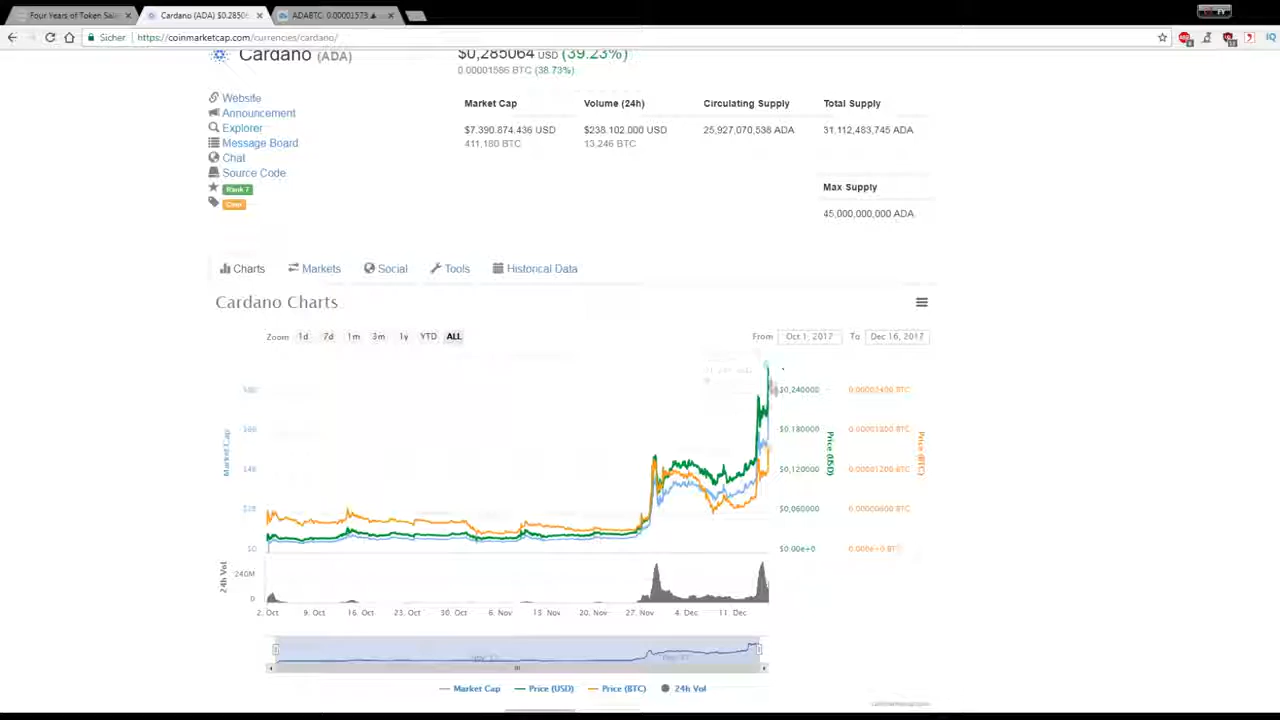 Four Years of Token Sal
Cardano (ADA) $0.2850
ADABTC: 0.00001573 ▲
Sicher
https://coinmarketcap.com/currencies/cardano/
Cardano (ADA)
$0,285064 USD (39.23%)
0.00001586 BTC (38.73%)
Website
Announcement
Explorer
Message Board
Chat
Source Code
Rank 7
Coin
Market Cap
Volume (24h)
Circulating Supply
Total Supply
$7.390.874.436 USD
$238.102.000 USD
25,927,070,538 ADA
31.112,483,745 ADA
411,180 BTC
13.246 BTC
Max Supply
45,000,000,000 ADA
Charts
Markets
Social
Tools
Historical Data
Cardano Charts
Zoom 1d 7d 1m 3m 1y YTD ALL
From Oct 1, 2017 To Dec 16, 2017
$0,240000
$0,180000
$0,120000
$0,060000
$0.00e+0
0.00002400 BTC
0.00001800 BTC
0.00001200 BTC
0.00000600 BTC
0.00e+0 BTC
Market Cap
Price (USD)
Price (BTC)
$0
24h Vol
240M
0
2. Oct 9. Oct 16. Oct 23. Oct 30. Oct 6. Nov 13. Nov 20. Nov 27. Nov 4. Dec 11. Dec
Market Cap
Price (USD)
Price (BTC)
24h Vol
coinmarketcap.com